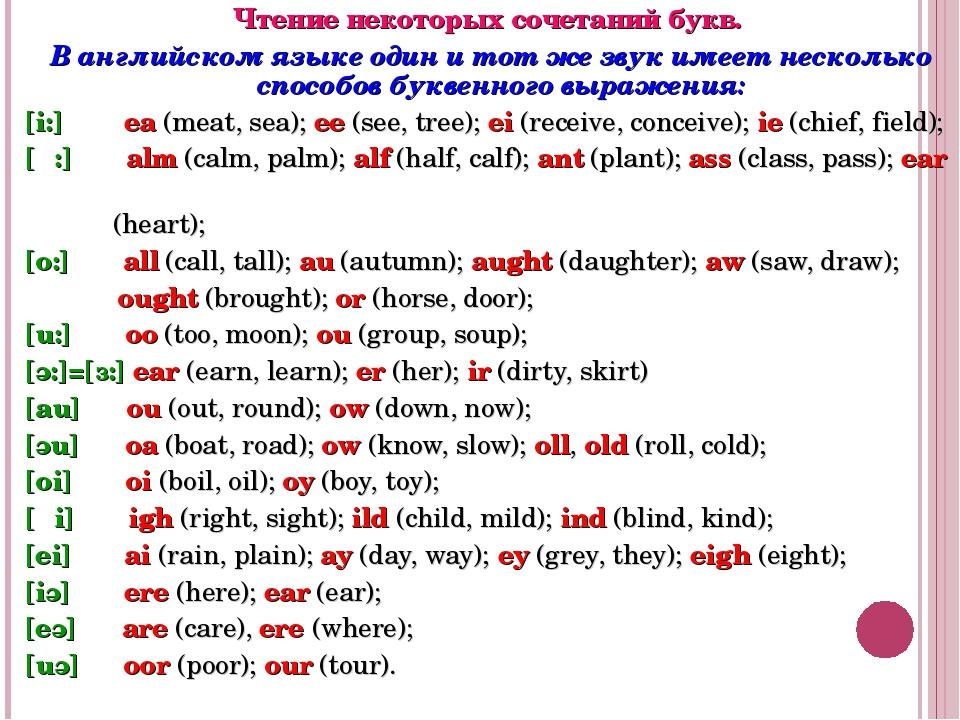 Чтение некоторых сочетаний букв.
В английском языке один и тот же звук имеет несколько
способов буквенного выражения:
[i:] ea (meat, sea); ee (see, tree); ei (receive, conceive); ie (chief, field);
[ :] alm (calm, palm); alf (half, calf); ant (plant); ass (class, pass); ear
(heart);
[o:] all (call, tall); au (autumn); aught (daughter); aw (saw, draw);
ought (brought); or (horse, door);
[u:] oo (too, moon); ou (group, soup);
[ə:]=[з:] ear (earn, learn); er (her); ir (dirty, skirt)
[au] ou (out, round); ow (down, now);
[əu] oa (boat, road); ow (know, slow); oll, old (roll, cold);
[oi] oi (boil, oil); oy (boy, toy);
[ i] igh (right, sight); ild (child, mild); ind (blind, kind);
[ei] ai (rain, plain); ay (day, way); ey (grey, they); eigh (eight);
[iə] ere (here); ear (ear);
[eə] are (care), ere (where);
[uə] oor (poor); our (tour).